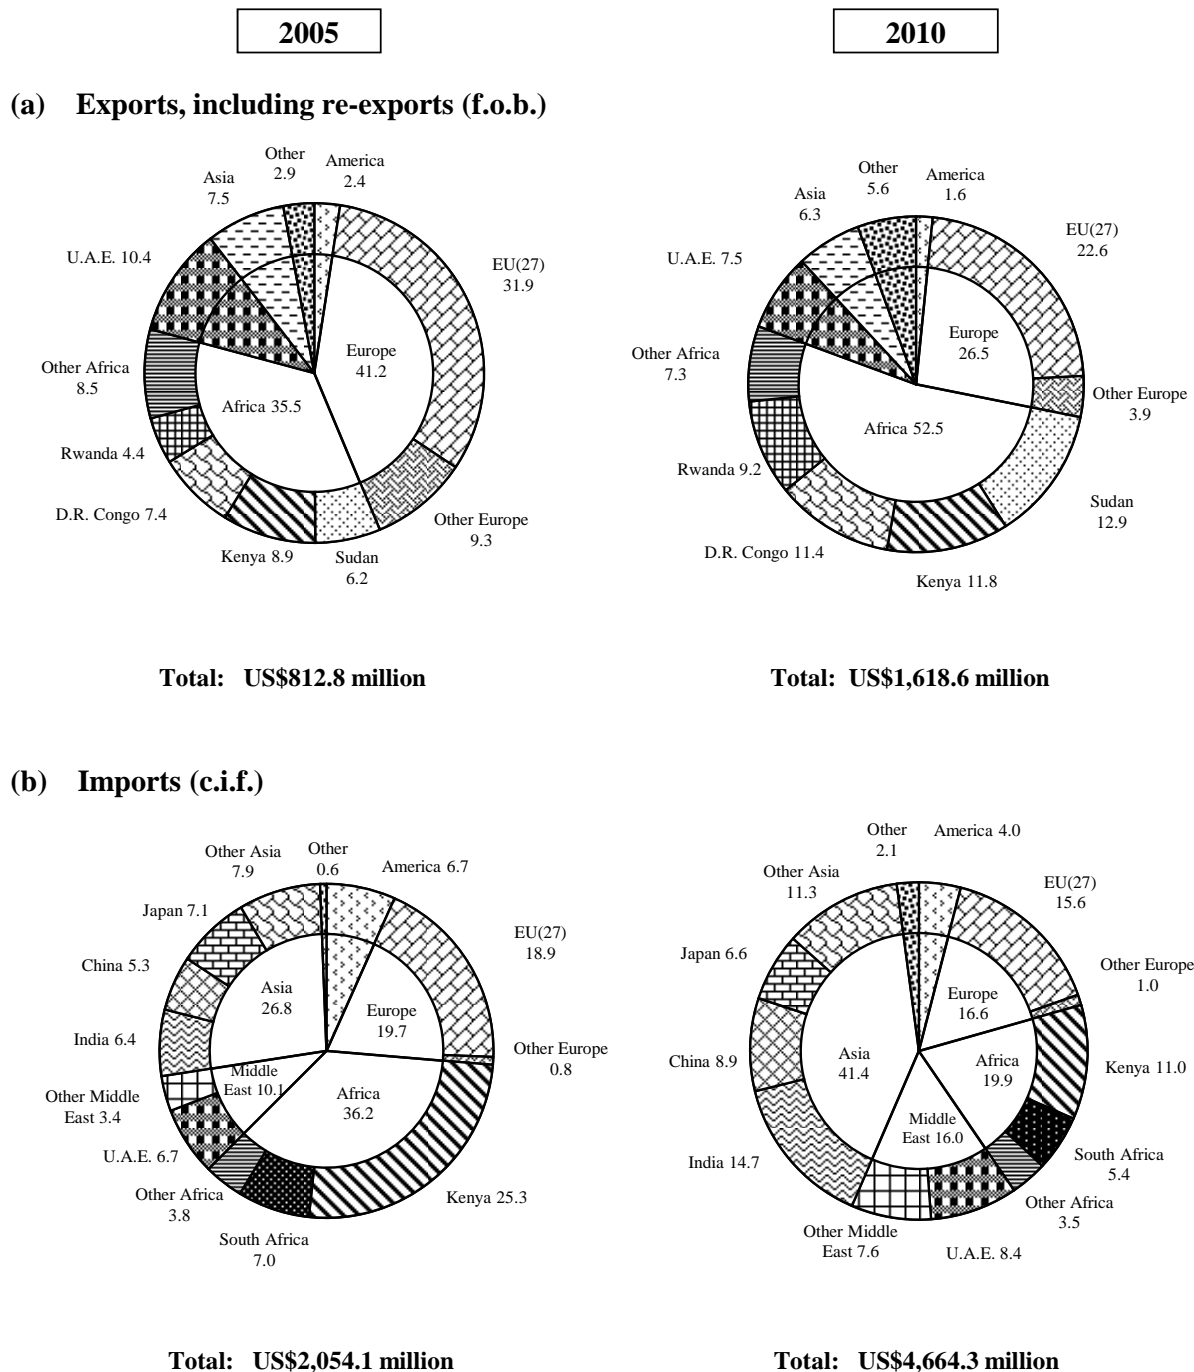 2005
2010
(a) Exports, including re-exports (f.o.b.)
Other
2.9
America
2.4
Asia
7.5
U.A.E. 10.4
EU(27)
31.9
Europe
41.2
Other Africa
8.5
Africa 35.5
Rwanda 4.4
D.R. Congo 7.4
Kenya 8.9
Sudan
6.2
Other Europe
9.3
Other
5.6
America
1.6
Asia
6.3
EU(27)
22.6
U.A.E. 7.5
Europe
26.5
Other Africa
7.3
Other Europe
3.9
Africa 52.5
Rwanda 9.2
Sudan
12.9
D.R. Congo 11.4
Kenya 11.8
Total: US$812.8 million
Total: US$1,618.6 million
(b) Imports (c.i.f.)
Other Asia
7.9
Other
0.6
America 6.7
Japan 7.1
EU(27)
18.9
China 5.3
Asia
26.8
Europe
19.7
India 6.4
Other Europe
0.8
Middle
East 10.1
Africa
36.2
Other Middle
East 3.4
U.A.E. 6.7
Other Africa
3.8
Kenya 25.3
South Africa
7.0
Other
2.1
America 4.0
Other Asia
11.3
EU(27)
15.6
Japan 6.6
Other Europe
1.0
Europe
16.6
China 8.9
Asia
41.4
Africa
19.9
Kenya 11.0
Middle
East 16.0
India 14.7
South Africa
5.4
Other Africa
3.5
Other Middle
East 7.6
U.A.E. 8.4
Total: US$2,054.1 million
Total: US$4,664.3 million